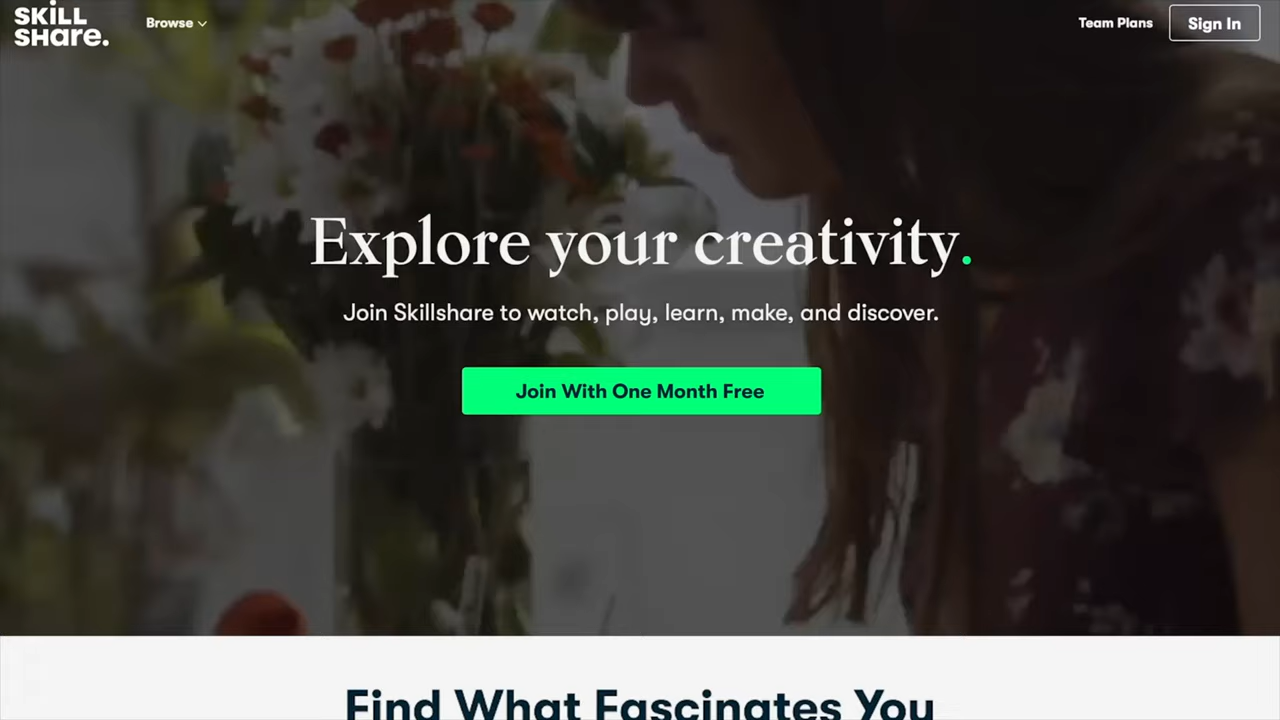 SKiLL
SHare.
Browse
Team Plans
Sign In
Explore your creativity.
Join Skillshare to watch, play, learn, make, and discover.
Join With One Month Free
Find What Fascinates You